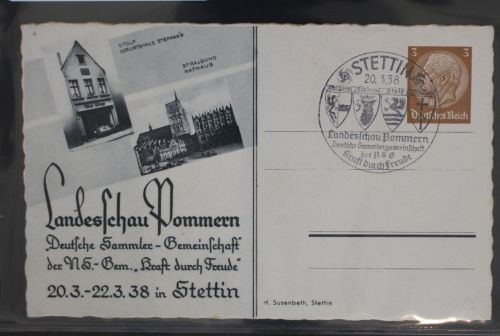 STOLP
GEBURTSHAUS STEPHAN'S
STRALSUND
RATHAUS
Landesschau Pommern
Deutsche Sammler-Gemeinschaft
der N.S.-Gem. „Kraft durch Freude"
20.3.-22.3.38 in Stettin
STETTIN
20.3.38
Landesschau Pommern
Deutsche Sammlergemeinschaft
der N.S.G
Kraft durch Freude
3 3
Deutsches Reich
H. Susenbeth, Stettin